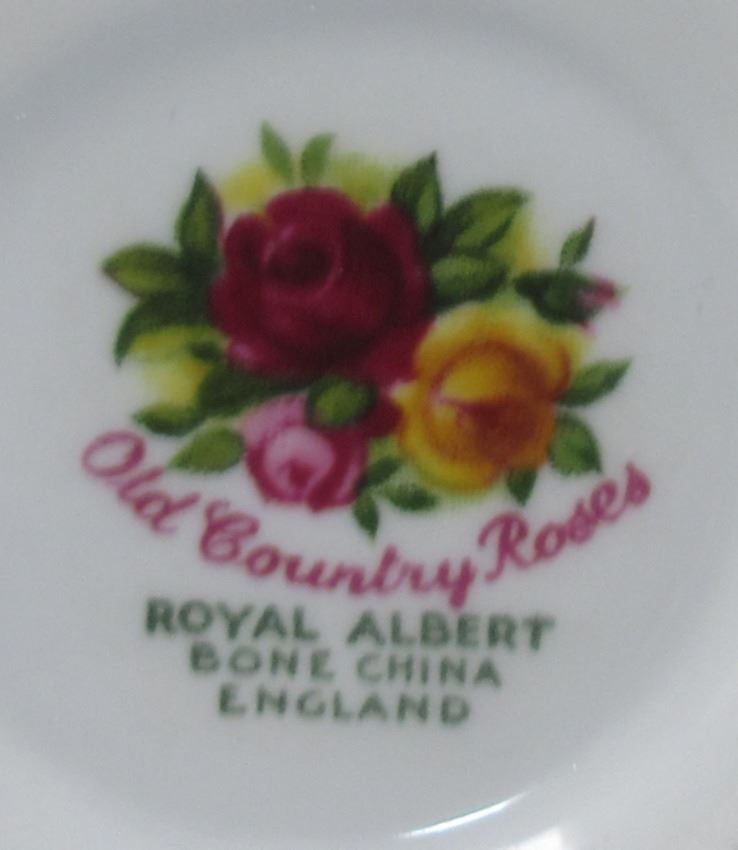 Old Country Roses
ROYAL ALBERT
BONE CHINA
ENGLAND